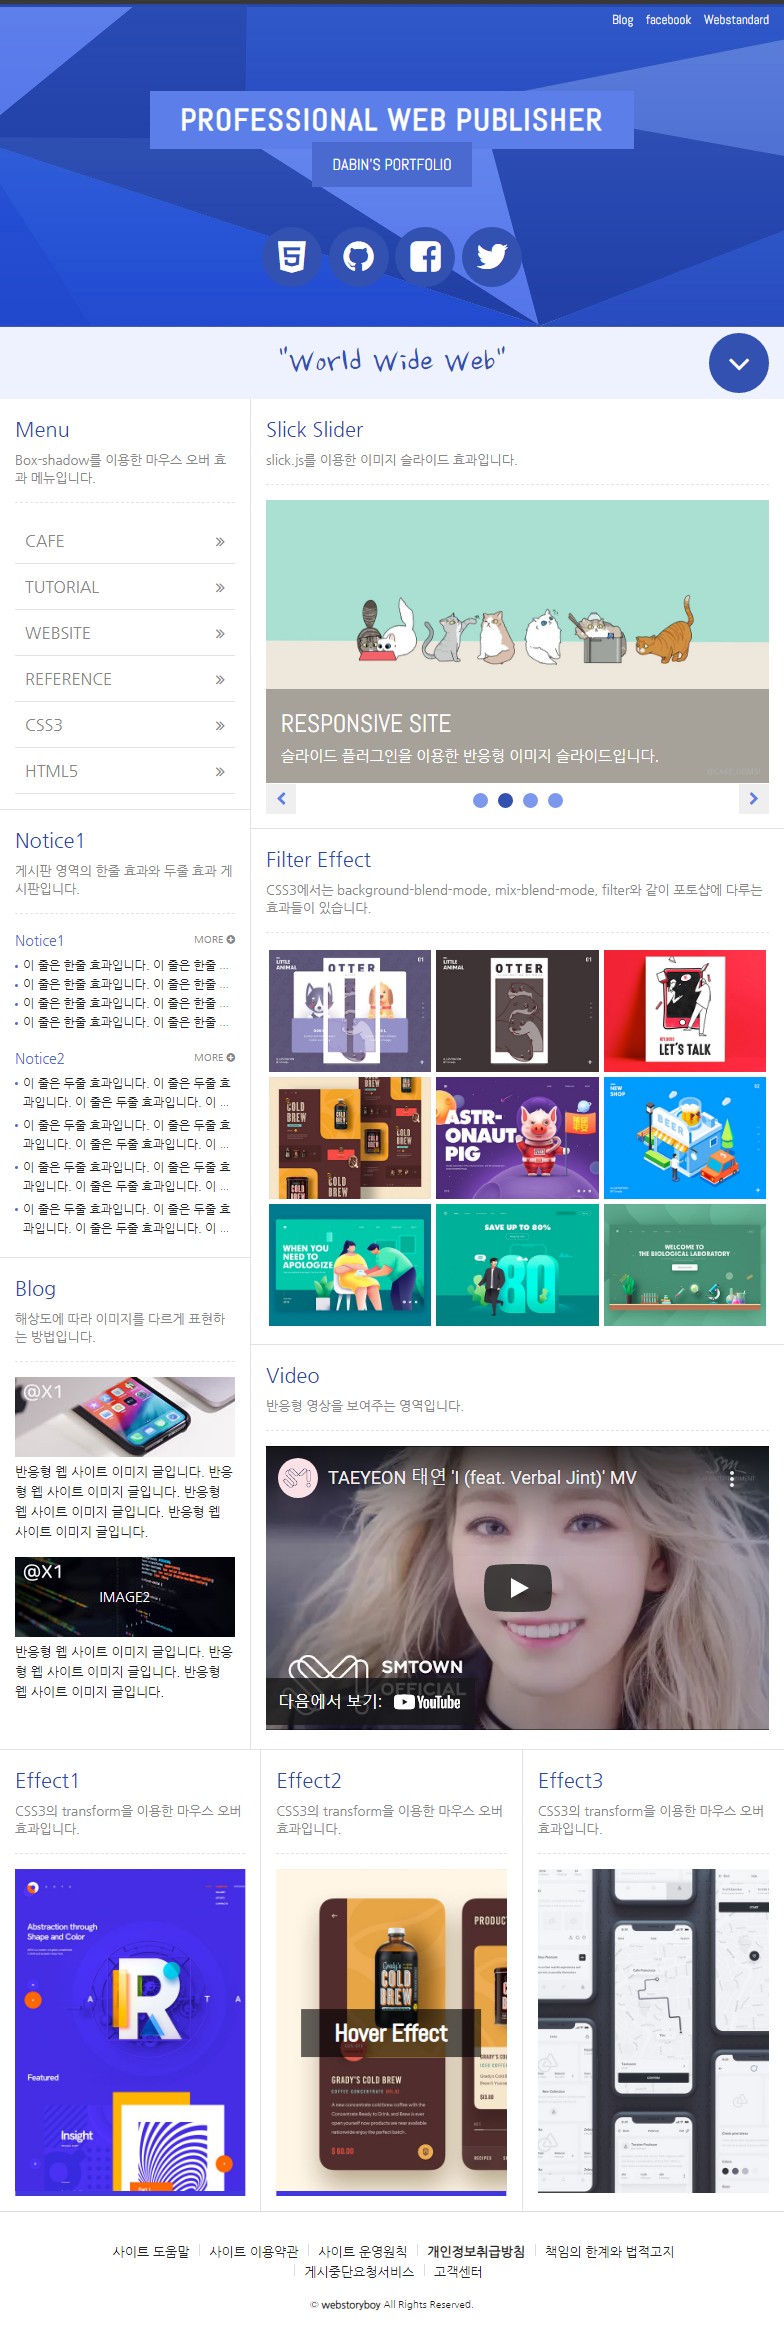 Blog facebook Webstandard
PROFESSIONAL WEB PUBLISHER
DABIN'S PORTFOLIO
"World Wide Web"
Menu
Box-shadow를 이용한 마우스 오버 효
과 메뉴입니다.
CAFE
TUTORIAL
WEBSITE
REFERENCE
CSS3
HTML5
Notice1
게시판 영역의 한줄 효과와 두줄 효과 게
시판입니다.
Notice1 MORE
이 줄은 한줄 효과입니다. 이 줄은 한줄 ...
이 줄은 한줄 효과입니다. 이 줄은 한줄 ...
이 줄은 한줄 효과입니다. 이 줄은 한줄 ...
이 줄은 한줄 효과입니다. 이 줄은 한줄 ...
Notice2 MORE
이 줄은 두줄 효과입니다. 이 줄은 두줄 효
과입니다. 이 줄은 두줄 효과입니다. 이 ...
이 줄은 두줄 효과입니다. 이 줄은 두줄 효
과입니다. 이 줄은 두줄 효과입니다. 이 ...
이 줄은 두줄 효과입니다. 이 줄은 두줄 효
과입니다. 이 줄은 두줄 효과입니다. 이 ...
이 줄은 두줄 효과입니다. 이 줄은 두줄 효
과입니다. 이 줄은 두줄 효과입니다. 이 ...
Blog
해상도에 따라 이미지를 다르게 표현하
는 방법입니다.
@X1
반응형 웹 사이트 이미지 글입니다. 반응
형 웹 사이트 이미지 글입니다. 반응형
웹 사이트 이미지 글입니다. 반응형 웹
사이트 이미지 글입니다.
@X1
IMAGE2
반응형 웹 사이트 이미지 글입니다. 반응
형 웹 사이트 이미지 글입니다. 반응형
웹 사이트 이미지 글입니다.
Slick Slider
slick.js를 이용한 이미지 슬라이드 효과입니다.
RESPONSIVE SITE
슬라이드 플러그인을 이용한 반응형 이미지 슬라이드입니다.
Filter Effect
CSS3에서는 background-blend-mode, mix-blend-mode, filter와 같이 포토샵에 다루는
효과들이 있습니다.
LITTLE
ANIMAL
OTTER
01
LITTLE
ANIMAL
OTTER
01
LET'S TALK
COLD
BREW
COLD
BREW
COLD
BREW
ASTR-
ONAUT
PIG
NEW
SHOP
BEER
02
WHEN YOU
NEED TO
APOLOGIZE
SAVE UP TO 80%
80
WELCOME TO
THE BIOLOGICAL LABORATORY
Video
반응형 영상을 보여주는 영역입니다.
TAEYEON 태연 'I (feat. Verbal Jint)' MV
SMTOWN
OFFICIAL
다음에서 보기: YouTube
Effect1
CSS3의 transform을 이용한 마우스 오버
효과입니다.
Abstraction through
Shape and Color
R
A T A
Featured
Insight
Effect2
CSS3의 transform을 이용한 마우스 오버
효과입니다.
PRODUC
Grady's
COLD
BREW
Hover Effect
GRADY'S COLD BREW
COFFEE CONCENTRATE
A new concentrate cold brew coffee with the
$ 60.00
Effect3
CSS3의 transform을 이용한 마우스 오버
효과입니다.
사이트 도움말 사이트 이용약관 사이트 운영원칙 개인정보취급방침 책임의 한계와 법적고지
게시중단요청서비스 고객센터
© webstoryboy All Rights Reserved.